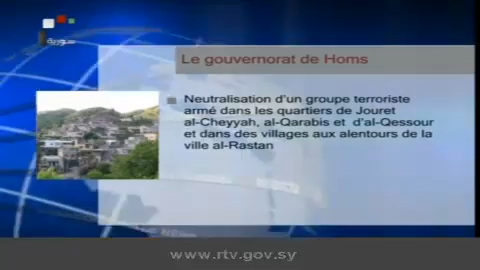 سورية
Le gouvernorat de Homs
Neutralisation d'un groupe terroriste
armé dans les quartiers de Jouret
al-Cheyyah, al-Qarabis et d'al-Qessour
et dans des villages aux alentours de la
ville al-Rastan
www.rtv.gov.sy